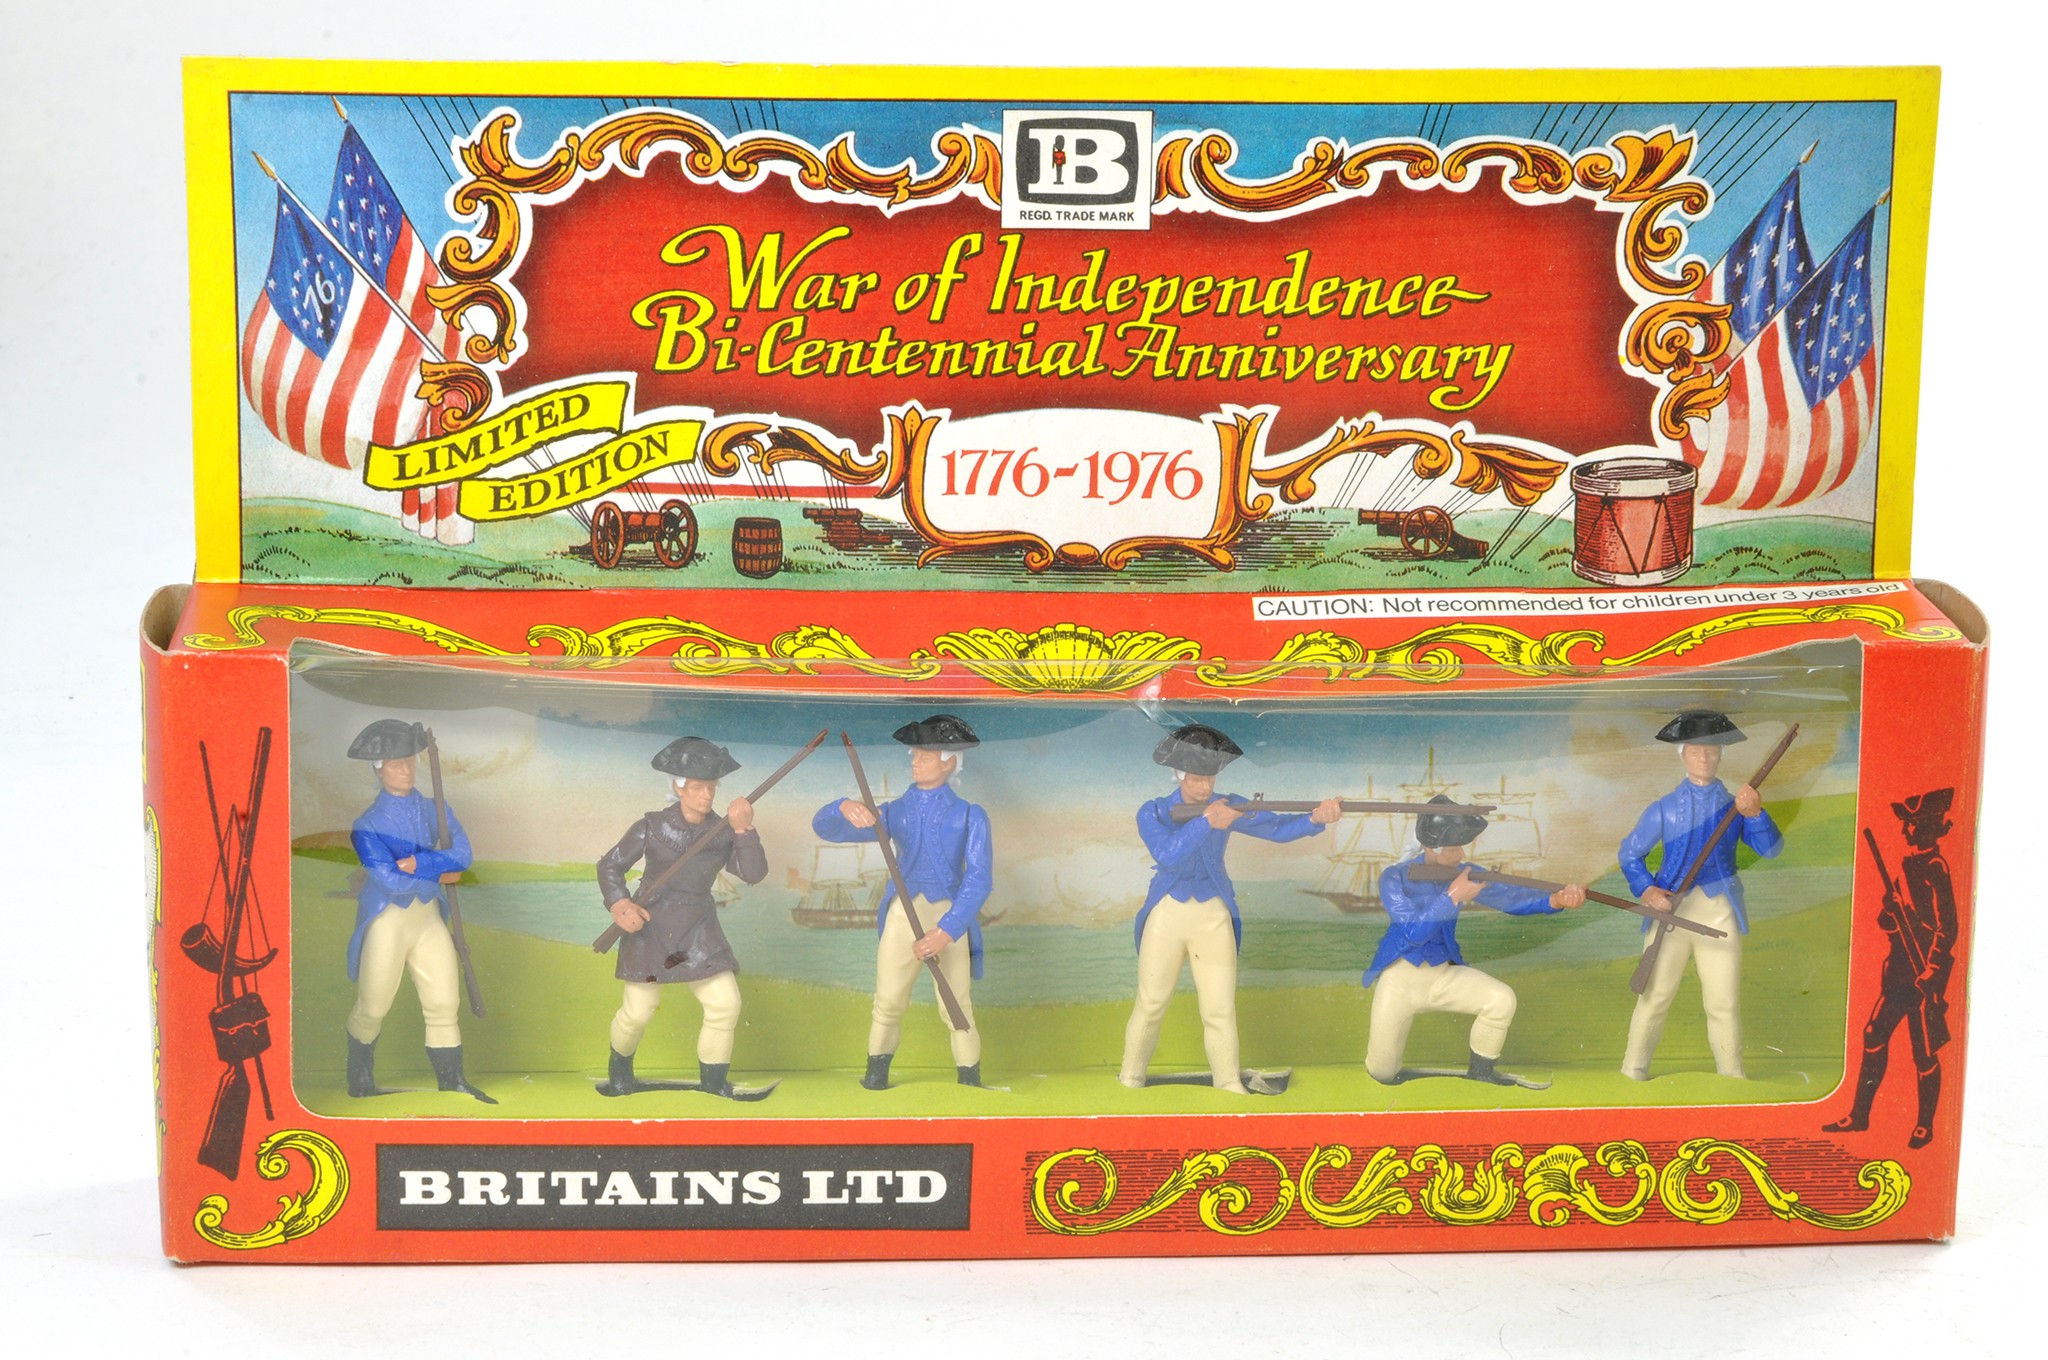 B
REGD. TRADE MARK
War of Independence
Bi-Centennial Anniversary
76
LIMITED
EDITION
1776-1976
CAUTION: Not recommended for children under 3 years old
BRITAINS LTD